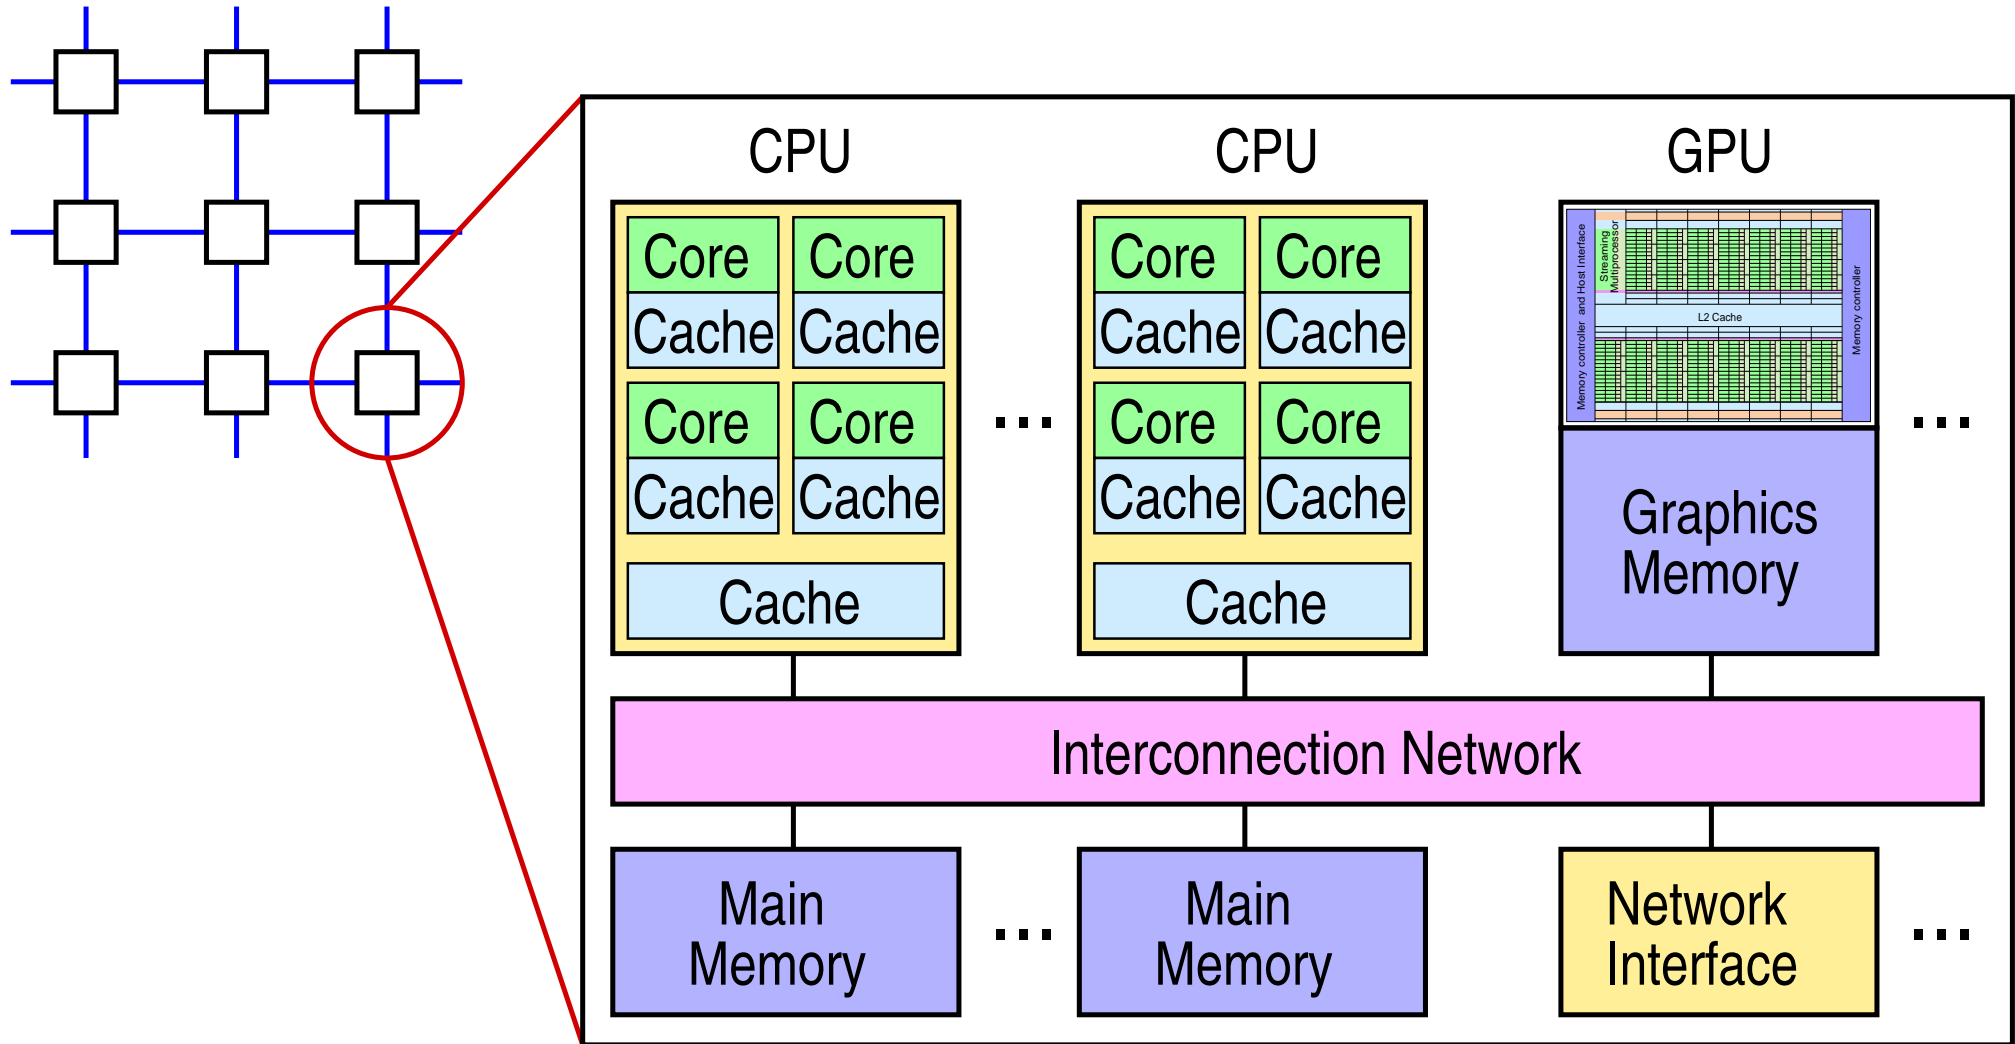 CPU
CPU
GPU
Core Core
Cache Cache
Core Core
Cache Cache
Cache
...
Core Core
Cache Cache
Core Core
Cache Cache
Cache
Memory controller and Host Interface
Streaming
Multiprocessor
L2 Cache
Memory controller
Graphics
Memory
...
Interconnection Network
Main
Memory
...
Main
Memory
Network
Interface
...